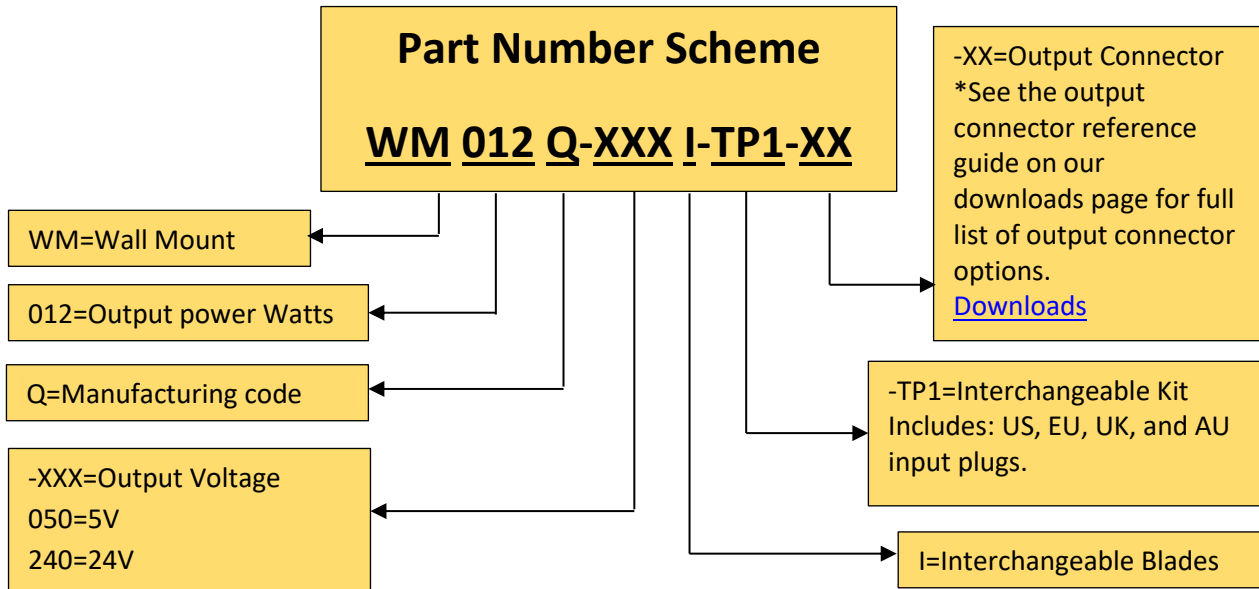 Part Number Scheme
WM 012 Q-XXX I-TP1-XX
WM=Wall Mount
012=Output power Watts
Q=Manufacturing code
-XXX=Output Voltage
050=5V
240=24V
-XX=Output Connector
*See the output
connector reference
guide on our
downloads page for full
list of output connector
options.
Downloads
-TP1=Interchangeable Kit
Includes: US, EU, UK, and AU
input plugs.
I=Interchangeable Blades